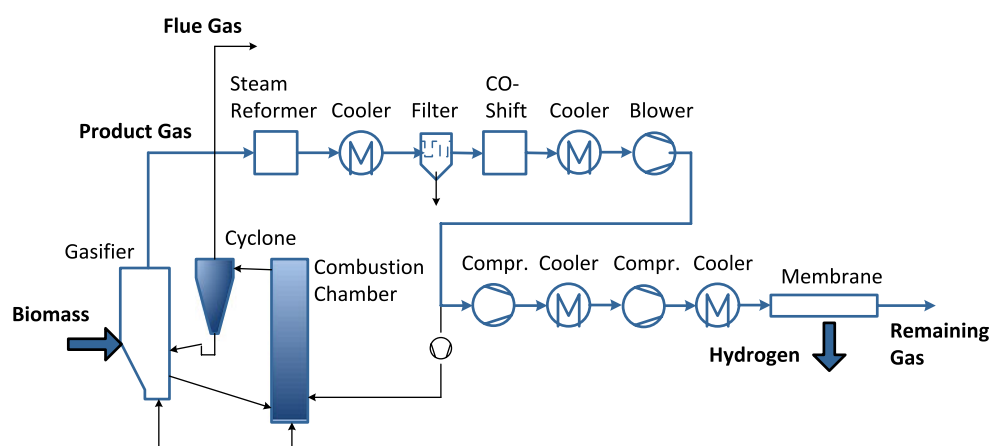 Flue Gas
Steam
Reformer
Cooler
Filter
CO-
Shift
Cooler
Blower
Product Gas
Gasifier
Cyclone
Combustion
Chamber
Compr.
Cooler
Compr.
Cooler
Membrane
Biomass
Hydrogen
Remaining
Gas